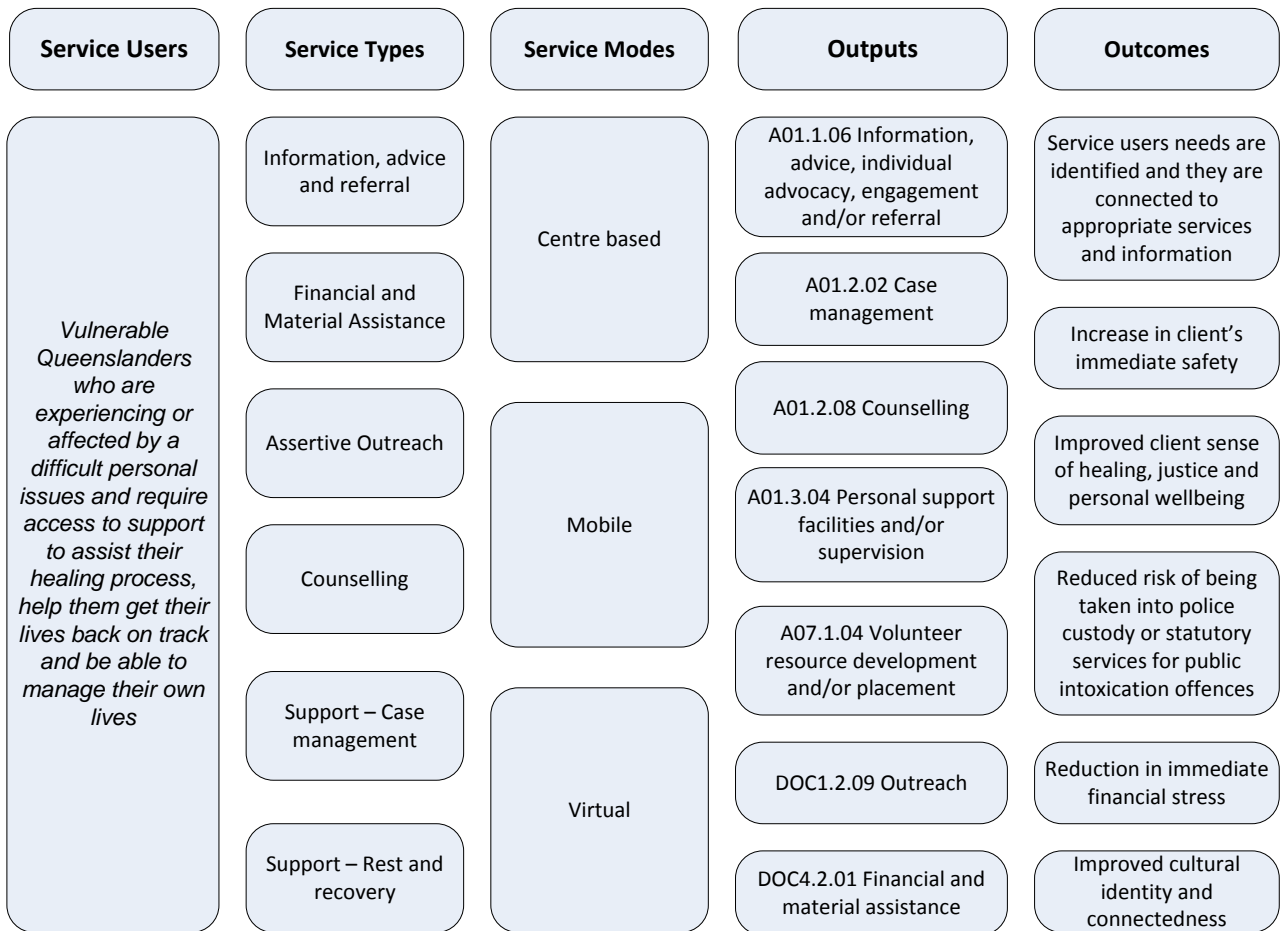 Service Users
Service Types
Service Modes
Outputs
Outcomes
Vulnerable
Queenslanders
who are
experiencing or
affected by a
difficult personal
issues and require
access to support
to assist their
healing process,
help them get their
lives back on track
and be able to
manage their own
lives
Information, advice
and referral
Financial and
Material Assistance
Assertive Outreach
Counselling
Support – Case
management
Support – Rest and
recovery
Centre based
Mobile
Virtual
A01.1.06 Information,
advice, individual
advocacy, engagement
and/or referral
A01.2.02 Case
management
A01.2.08 Counselling
A01.3.04 Personal support
facilities and/or
supervision
A07.1.04 Volunteer
resource development
and/or placement
DOC1.2.09 Outreach
DOC4.2.01 Financial and
material assistance
Service users needs are
identified and they are
connected to
appropriate services
and information
Increase in client’s
immediate safety
Improved client sense
of healing, justice and
personal wellbeing
Reduced risk of being
taken into police
custody or statutory
services for public
intoxication offences
Reduction in immediate
financial stress
Improved cultural
identity and
connectedness